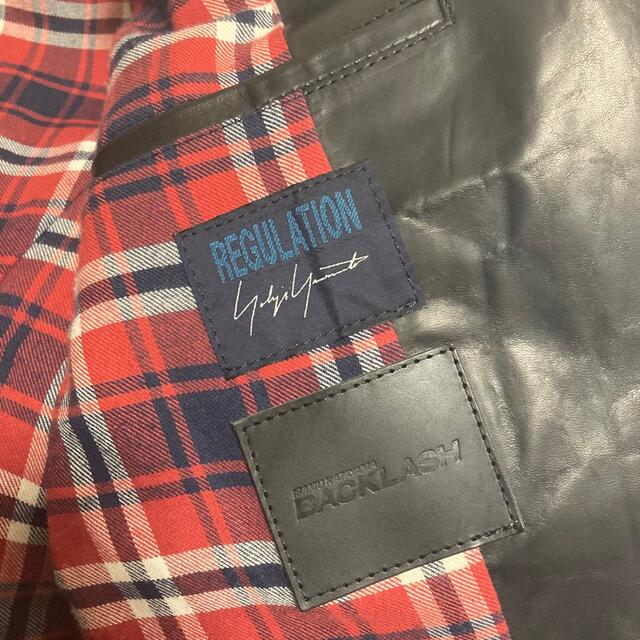 REGULATION
Yohji Yamamoto
ISAMU KATAYAMA
BACKLASH